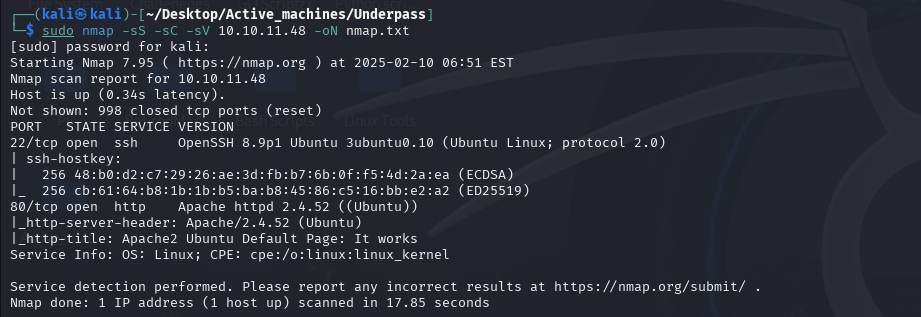 ┌──(kali㉿kali)-[~/Desktop/Active_machines/Underpass]
└─$ sudo nmap -sS -sC -sV 10.10.11.48 -oN nmap.txt
[sudo] password for kali:
Starting Nmap 7.95 ( https://nmap.org ) at 2025-02-10 06:51 EST
Nmap scan report for 10.10.11.48
Host is up (0.34s latency).
Not shown: 998 closed tcp ports (reset)
PORT   STATE SERVICE VERSION
22/tcp open  ssh     OpenSSH 8.9p1 Ubuntu 3ubuntu0.10 (Ubuntu Linux; protocol 2.0)
| ssh-hostkey:
|   256 48:b0:d2:c7:29:26:ae:3d:fb:b7:6b:0f:f5:4d:2a:ea (ECDSA)
|_  256 cb:61:64:b8:1b:1b:b5:ba:b8:45:86:c5:16:bb:e2:a2 (ED25519)
80/tcp open  http    Apache httpd 2.4.52 ((Ubuntu))
|_http-server-header: Apache/2.4.52 (Ubuntu)
|_http-title: Apache2 Ubuntu Default Page: It works
Service Info: OS: Linux; CPE: cpe:/o:linux:linux_kernel

Service detection performed. Please report any incorrect results at https://nmap.org/submit/ .
Nmap done: 1 IP address (1 host up) scanned in 17.85 seconds